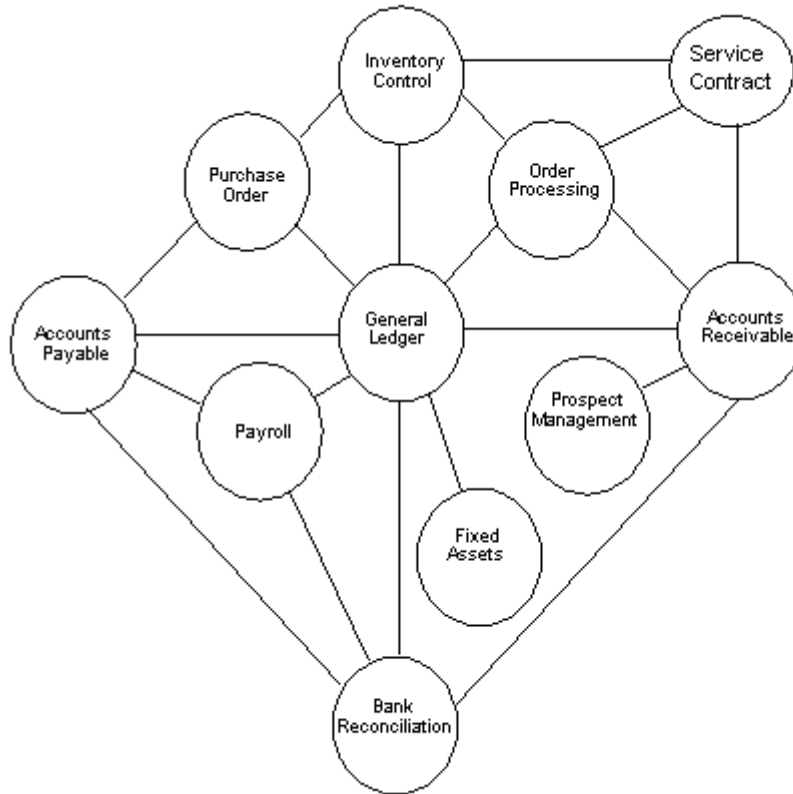 Inventory
Control
Service
Contract
Purchase
Order
Order
Processing
General
Ledger
Accounts
Payable
Accounts
Receivable
Payroll
Prospect
Management
Fixed
Assets
Bank
Reconciliation